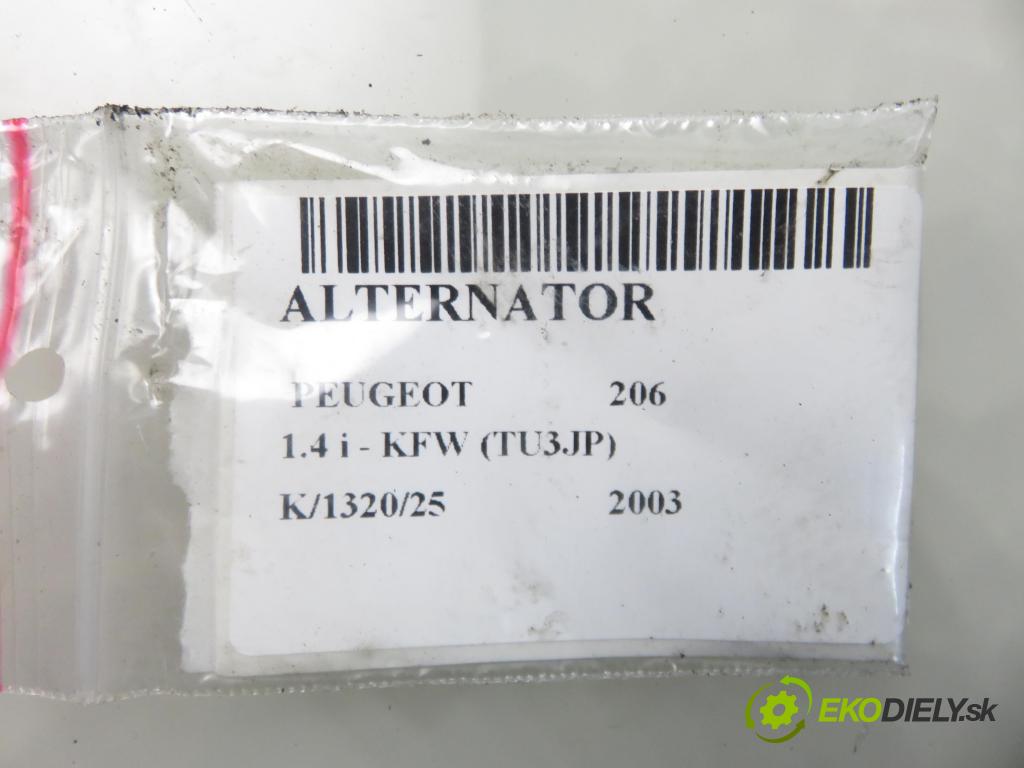 ALTERNATOR
PEUGEOT 206
1.4 i - KFW (TU3JP)
K/1320/25 2003
EKODIELY.sk